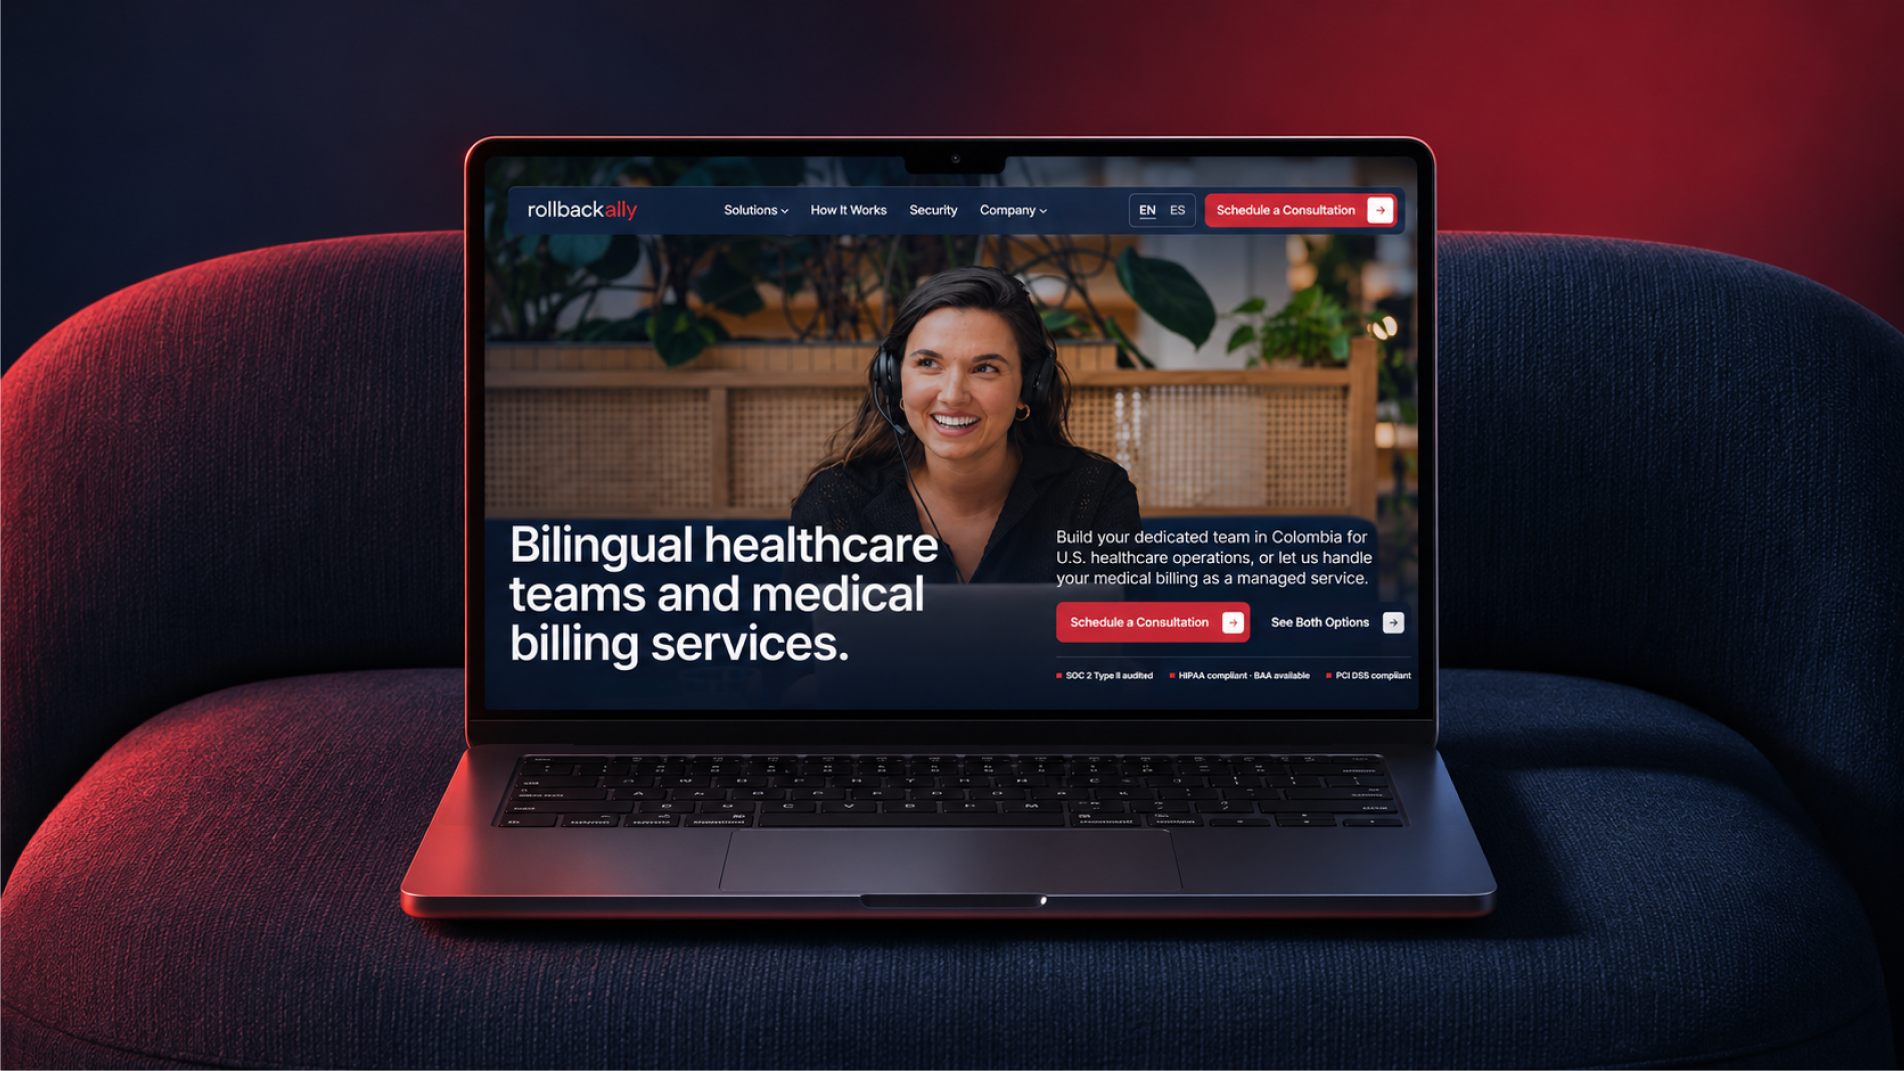 rollbackally
Solutions
How It Works
Security
Company
EN
ES
Schedule a Consultation
Bilingual healthcare
teams and medical
billing services.
Build your dedicated team in Colombia for
U.S. healthcare operations, or let us handle
your medical billing as a managed service.
Schedule a Consultation
See Both Options
SOC 2 Type II audited
HIPAA compliant · BAA available
PCI DSS compliant